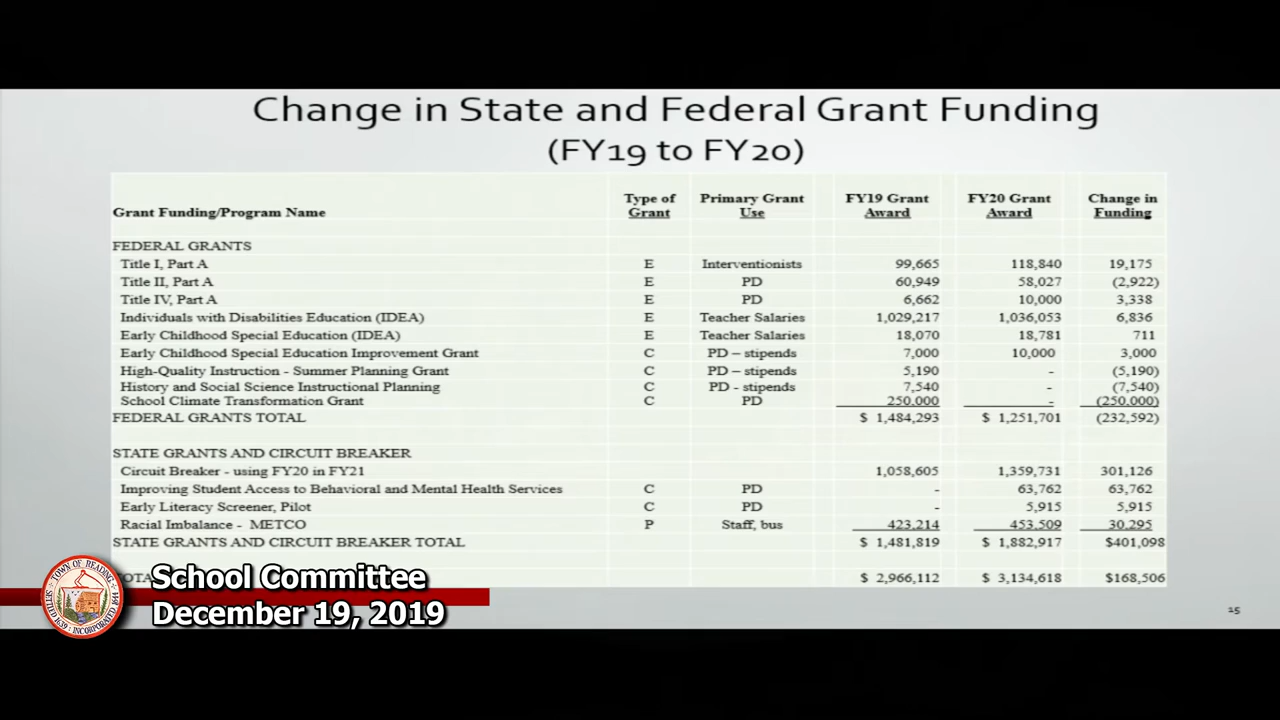 Change in State and Federal Grant Funding
(FY19 to FY20)
Grant Funding/Program Name Type of Grant Primary Grant Use FY19 Grant Award FY20 Grant Award Change in Funding
FEDERAL GRANTS
Title I, Part A E Interventionists 99,665 118,840 19,175
Title II, Part A E PD 60,949 58,027 (2,922)
Title IV, Part A E PD 6,662 10,000 3,338
Individuals with Disabilities Education (IDEA) E Teacher Salaries 1,029,217 1,036,053 6,836
Early Childhood Special Education (IDEA) E Teacher Salaries 18,070 18,781 711
Early Childhood Special Education Improvement Grant C PD – stipends 7,000 10,000 3,000
High-Quality Instruction - Summer Planning Grant C PD – stipends 5,190 - (5,190)
History and Social Science Instructional Planning C PD - stipends 7,540 - (7,540)
School Climate Transformation Grant C PD 250,000 - (250,000)
FEDERAL GRANTS TOTAL $ 1,484,293 $ 1,251,701 (232,592)
STATE GRANTS AND CIRCUIT BREAKER
Circuit Breaker - using FY20 in FY21 1,058,605 1,359,731 301,126
Improving Student Access to Behavioral and Mental Health Services C PD - 63,762 63,762
Early Literacy Screener, Pilot C PD - 5,915 5,915
Racial Imbalance - METCO P Staff, bus 423,214 453,509 30,295
STATE GRANTS AND CIRCUIT BREAKER TOTAL $ 1,481,819 $ 1,882,917 $401,098
$ 2,966,112 $ 3,134,618 $168,506
TOWN OF READING
SETTLED 1639 INCORPORATED 1644
School Committee
December 19, 2019
15